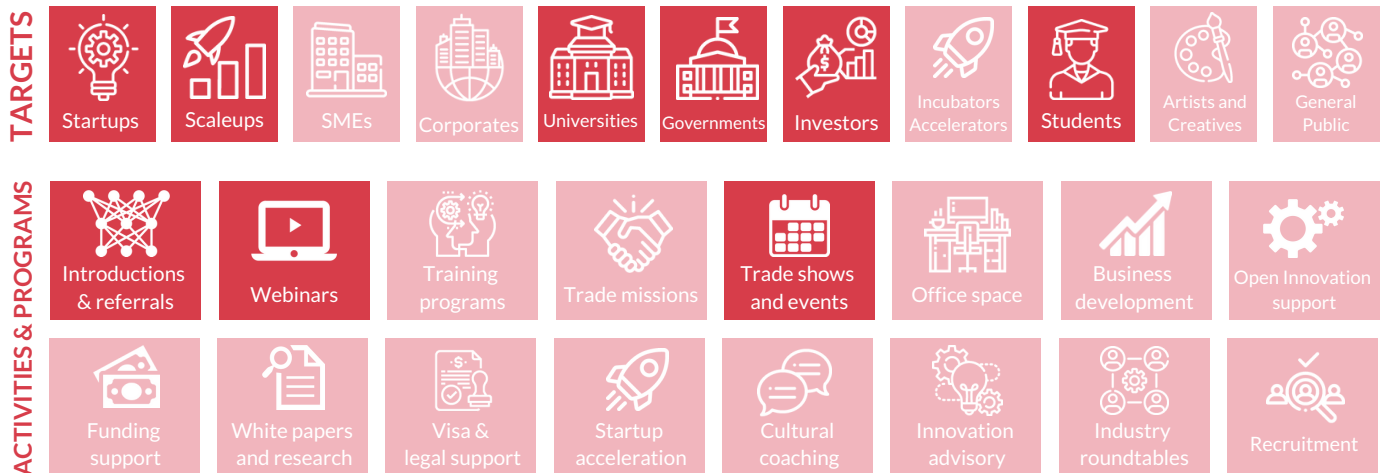 TARGETS
Startups
Scaleups
SMEs
Corporates
Universities
Governments
$
Investors
Incubators
Accelerators
Students
Artists and
Creatives
General
Public
ACTIVITIES & PROGRAMS
Introductions
& referrals
Webinars
Training
programs
Trade missions
Trade shows
and events
Office space
Business
development
Open Innovation
support
Funding
support
White papers
and research
$
Visa &
legal support
Startup
acceleration
Cultural
coaching
Innovation
advisory
Industry
roundtables
Recruitment